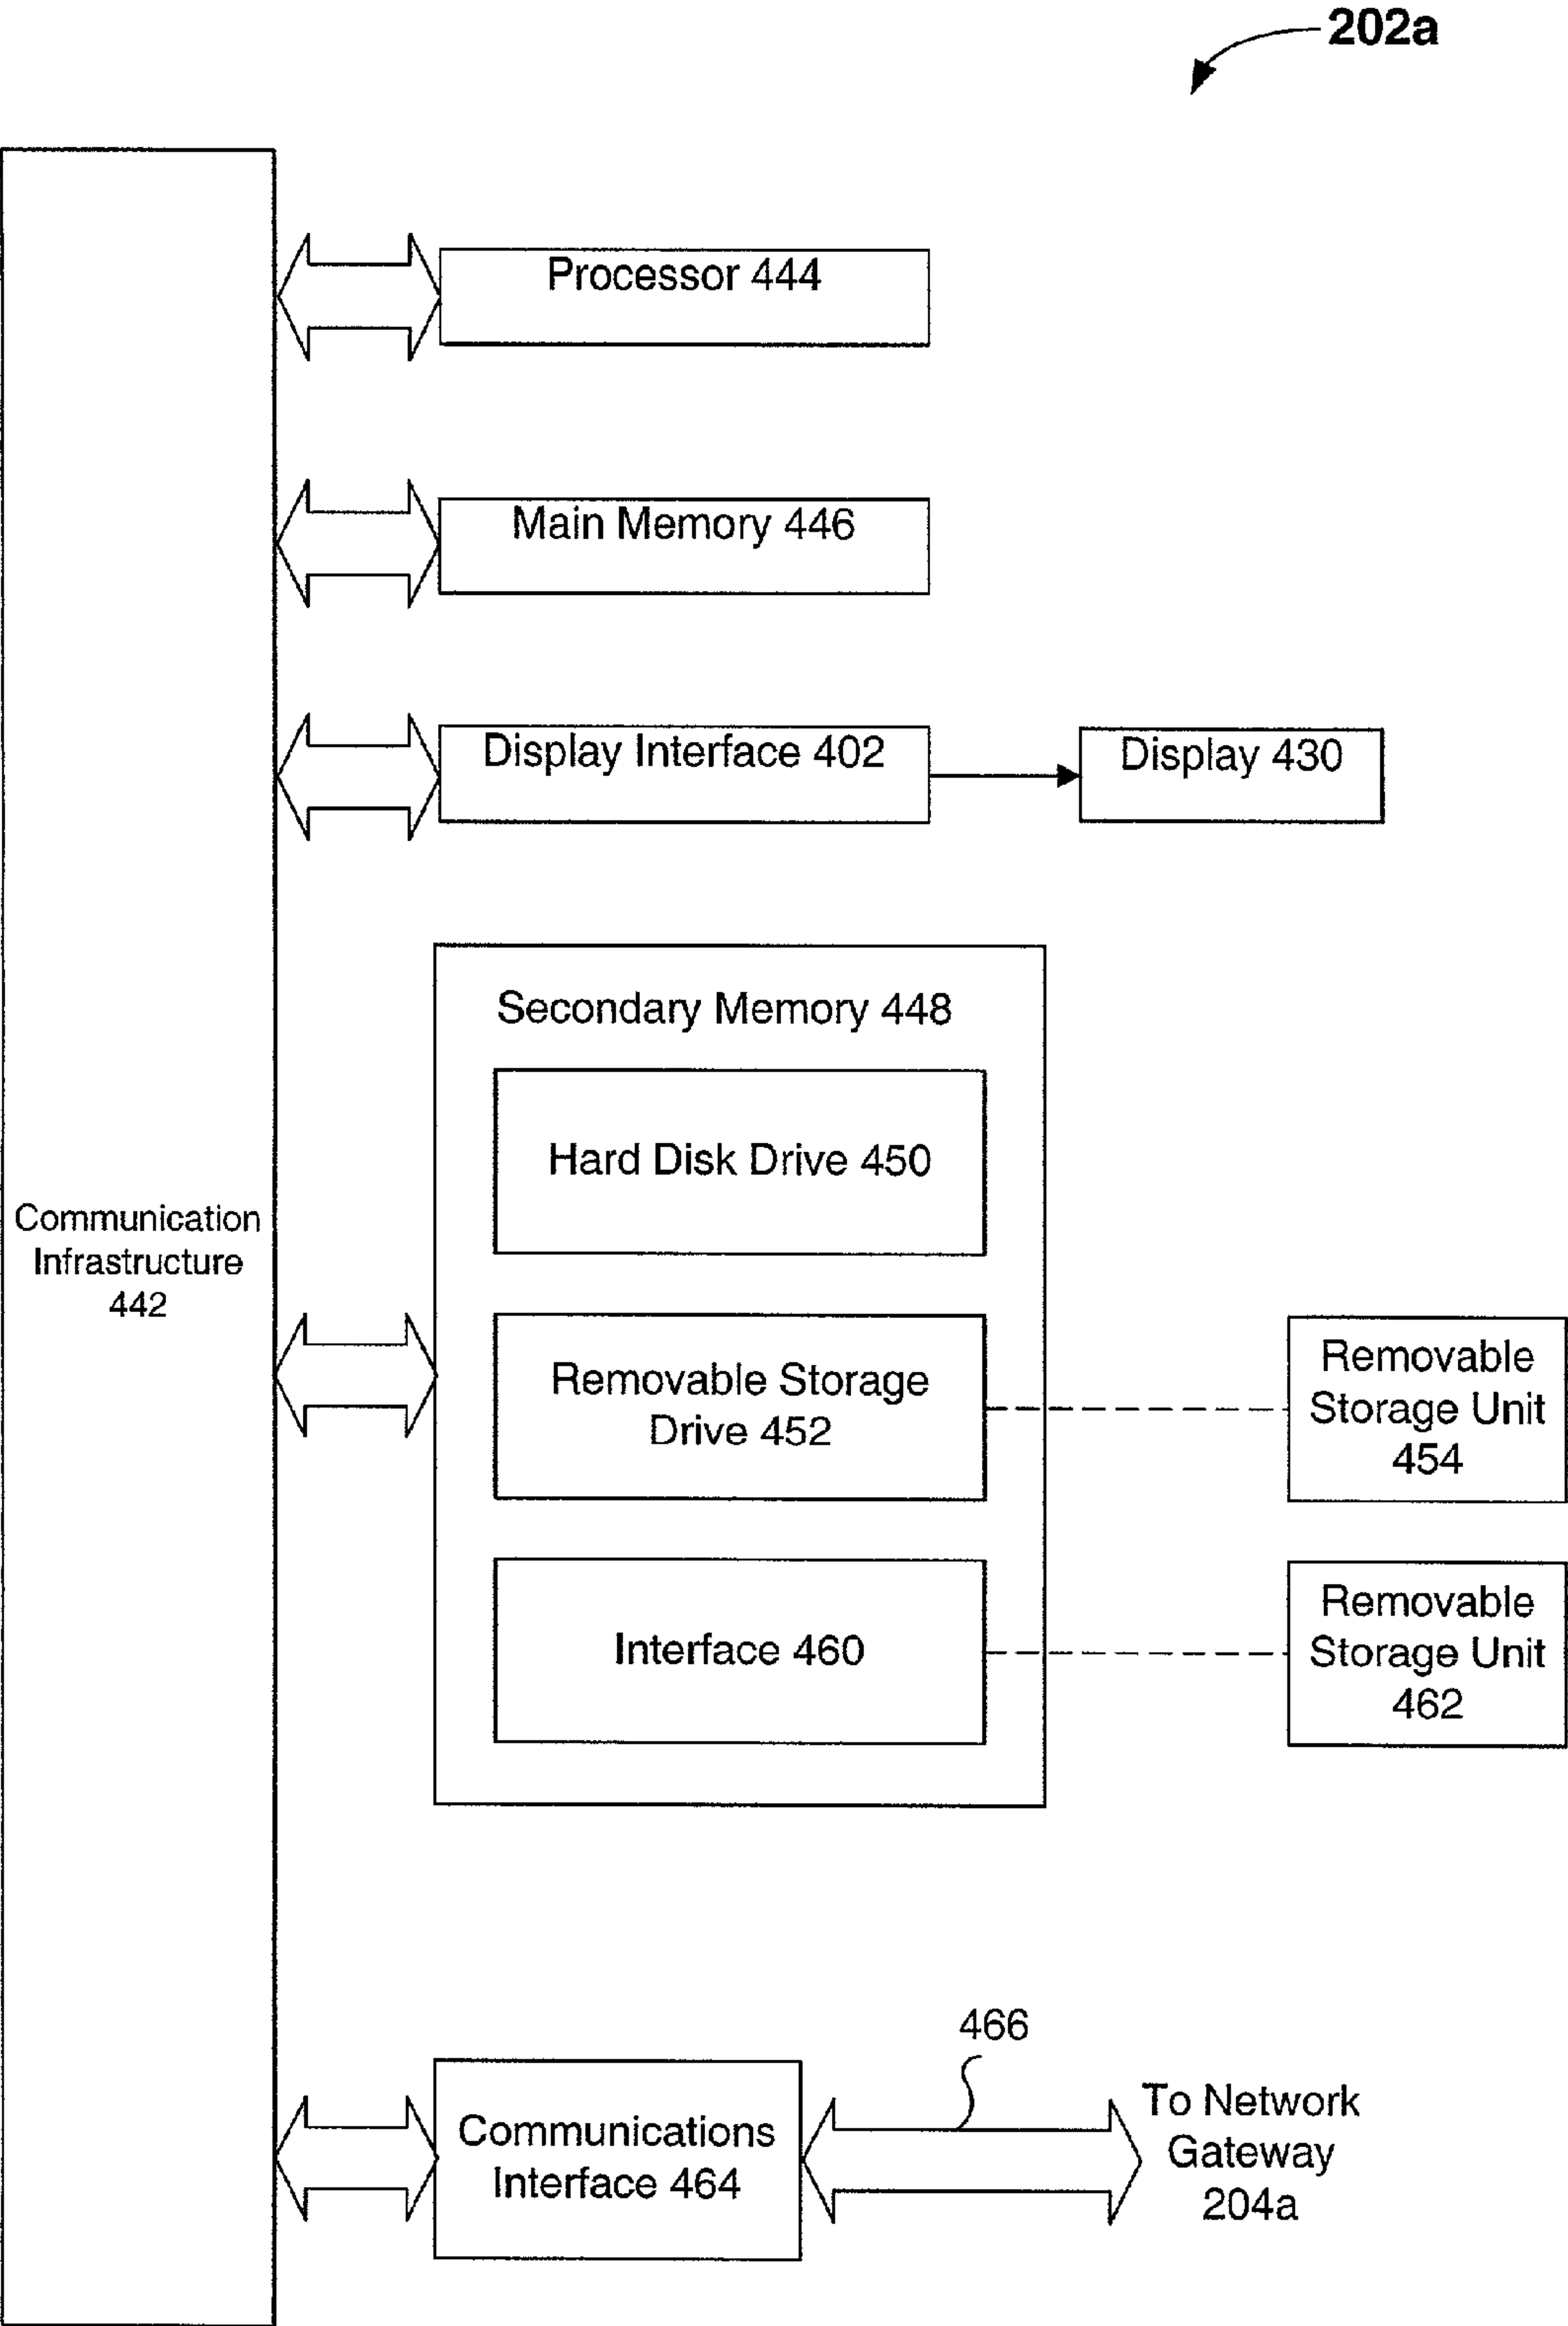 202a
Processor 444
Main Memory 446
Display Interface 402
Display 430
Secondary Memory 448
Hard Disk Drive 450
Communication
Infrastructure
442
Removable Storage
Drive 452
Removable
Storage Unit
454
Interface 460
Removable
Storage Unit
462
466
Communications
Interface 464
To Network
Gateway
204a